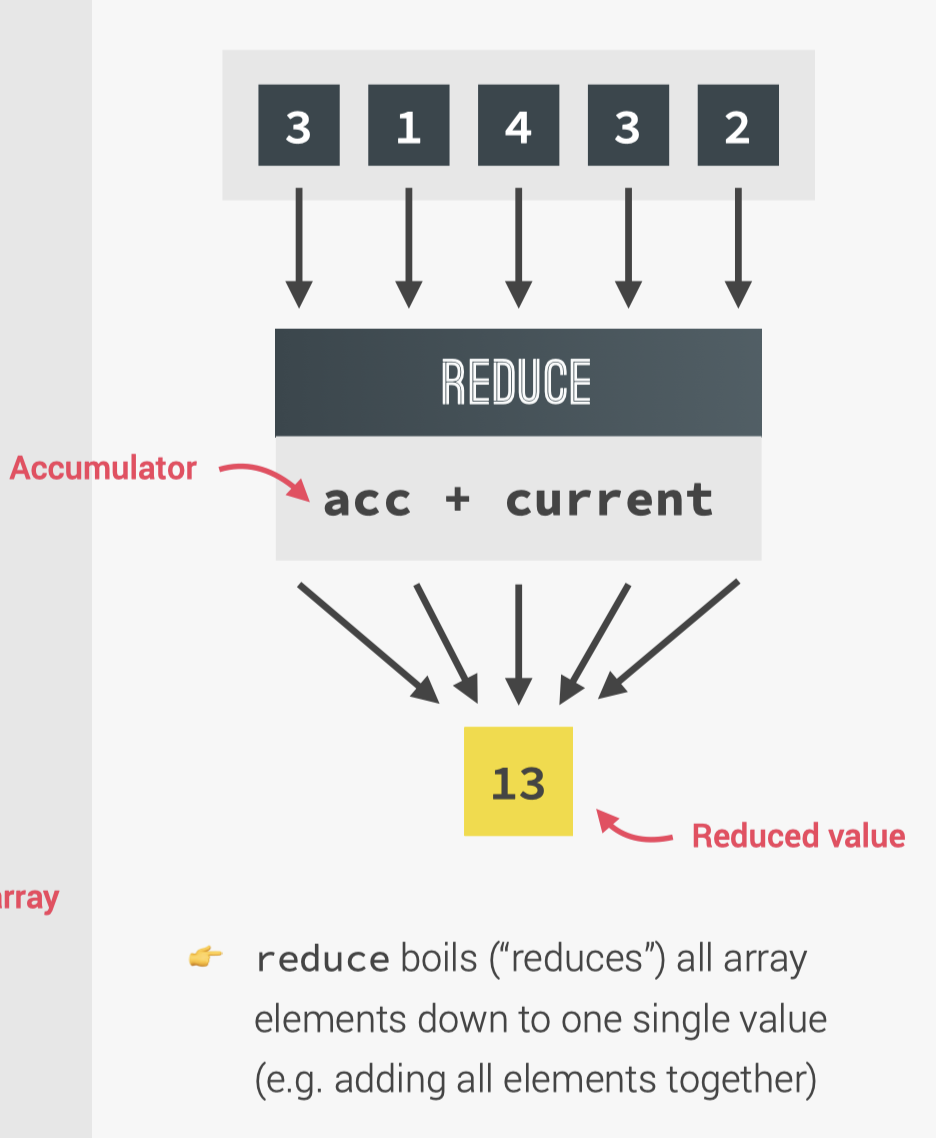 3 1 4 3 2
REDUCE
Accumulator
acc + current
13
Reduced value
rray
👉 reduce boils (“reduces”) all array
elements down to one single value
(e.g. adding all elements together)